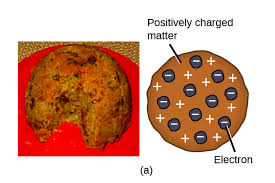 Positively charged
matter
Electron
(a)